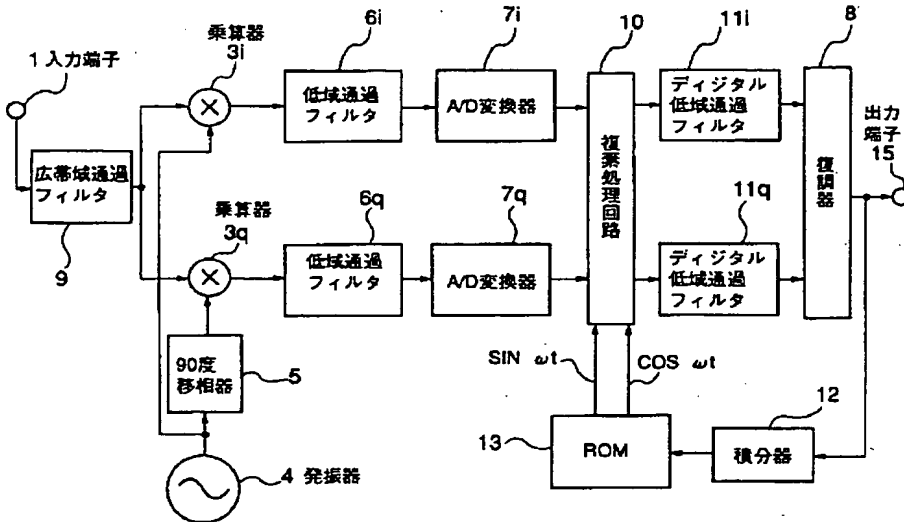 1 入力端子
乗算器
3i
6i
7i
10
11i
8
低域通過
フィルタ
A/D変換器
複素処理回路
ディジタル
低域通過
フィルタ
復調器
出力
端子
15
広帯域通過
フィルタ
9
乗算器
3q
6q
7q
11q
低域通過
フィルタ
A/D変換器
ディジタル
低域通過
フィルタ
90度
移相器
5
SIN ωt
COS ωt
12
13
ROM
積分器
4 発振器